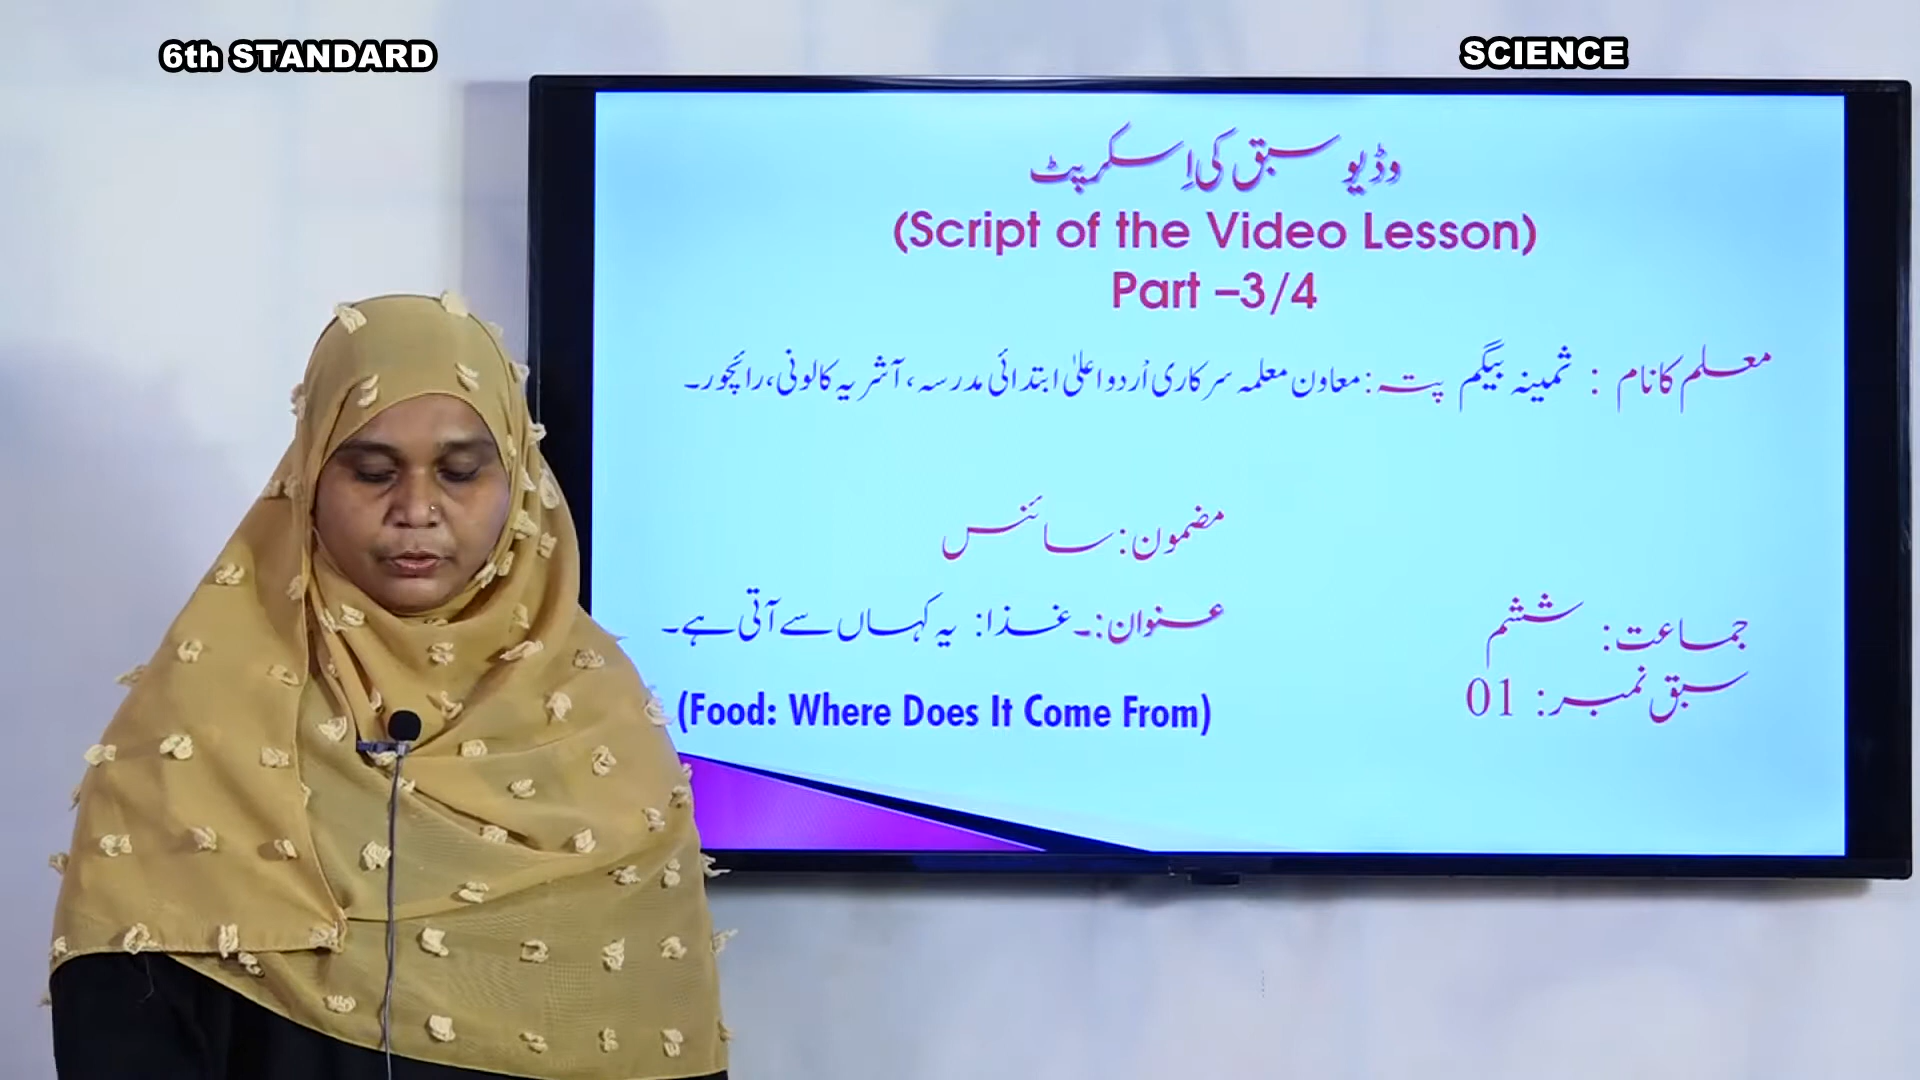 6th STANDARD
SCIENCE
وڈیو سبق کی اِسکرپٹ
(Script of the Video Lesson)
Part –3/4
معلم کا نام : ثمینہ بیگم پتہ: معاون معلمہ سرکاری اُردو اعلیٰ ابتدائی مدرسہ، آشریہ کالونی، رائچور۔
مضمون: سائنس
جماعت: ششم
عنوان:۔ غذا: یہ کہاں سے آتی ہے۔
سبق نمبر: 01
(Food: Where Does It Come From)